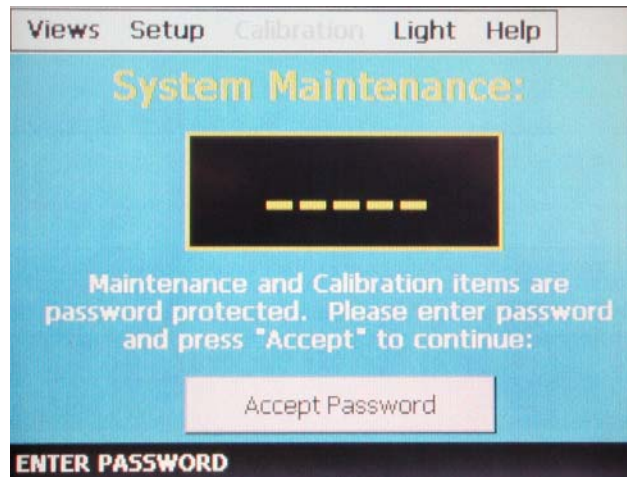 Views Setup Calibration Light Help
System Maintenance:
_ _ _ _ _
Maintenance and Calibration items are
password protected. Please enter password
and press "Accept" to continue:
Accept Password
ENTER PASSWORD